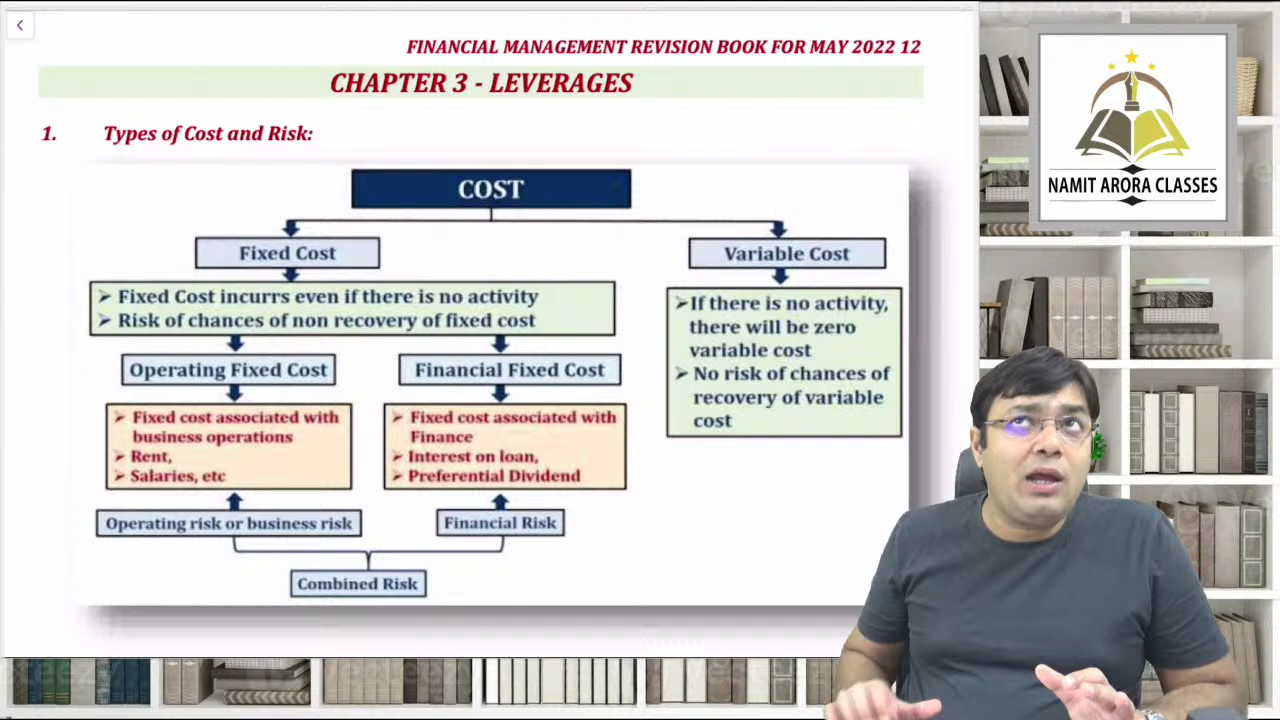 FINANCIAL MANAGEMENT REVISION BOOK FOR MAY 2022 12
CHAPTER 3 - LEVERAGES
1. Types of Cost and Risk:
COST
Fixed Cost
Variable Cost
➢ Fixed Cost incurrs even if there is no activity
➢ Risk of chances of non recovery of fixed cost
➢If there is no activity,
there will be zero
variable cost
➢ No risk of chances of
recovery of variable
cost
Operating Fixed Cost
Financial Fixed Cost
➢ Fixed cost associated with
business operations
➢ Rent,
➢ Salaries, etc
➢ Fixed cost associated with
Finance
➢ Interest on loan,
➢ Preferential Dividend
Operating risk or business risk
Financial Risk
Combined Risk
NAMIT ARORA CLASSES